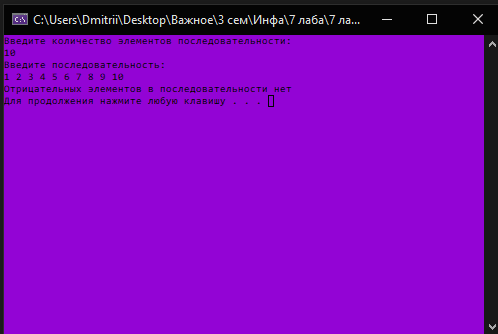 C:\Users\Dmitrii\Desktop\Важное\3 сем\Инфа\7 лаба\7 ла...
Введите количество элементов последовательности:
10
Введите последовательность:
1 2 3 4 5 6 7 8 9 10
Отрицательных элементов в последовательности нет
Для продолжения нажмите любую клавишу . . .